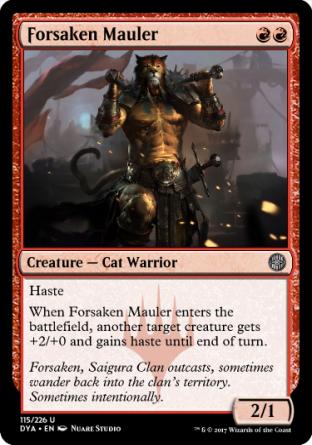 Forsaken Mauler
Creature — Cat Warrior
Haste
When Forsaken Mauler enters the
battlefield, another target creature gets
+2/+0 and gains haste until end of turn.
Forsaken, Saigura Clan outcasts, sometimes
wander back into the clan's territory.
Sometimes intentionally.
2/1
115/226 U
DYA • EN Nuare Studio
™ & © 2017 Wizards of the Coast